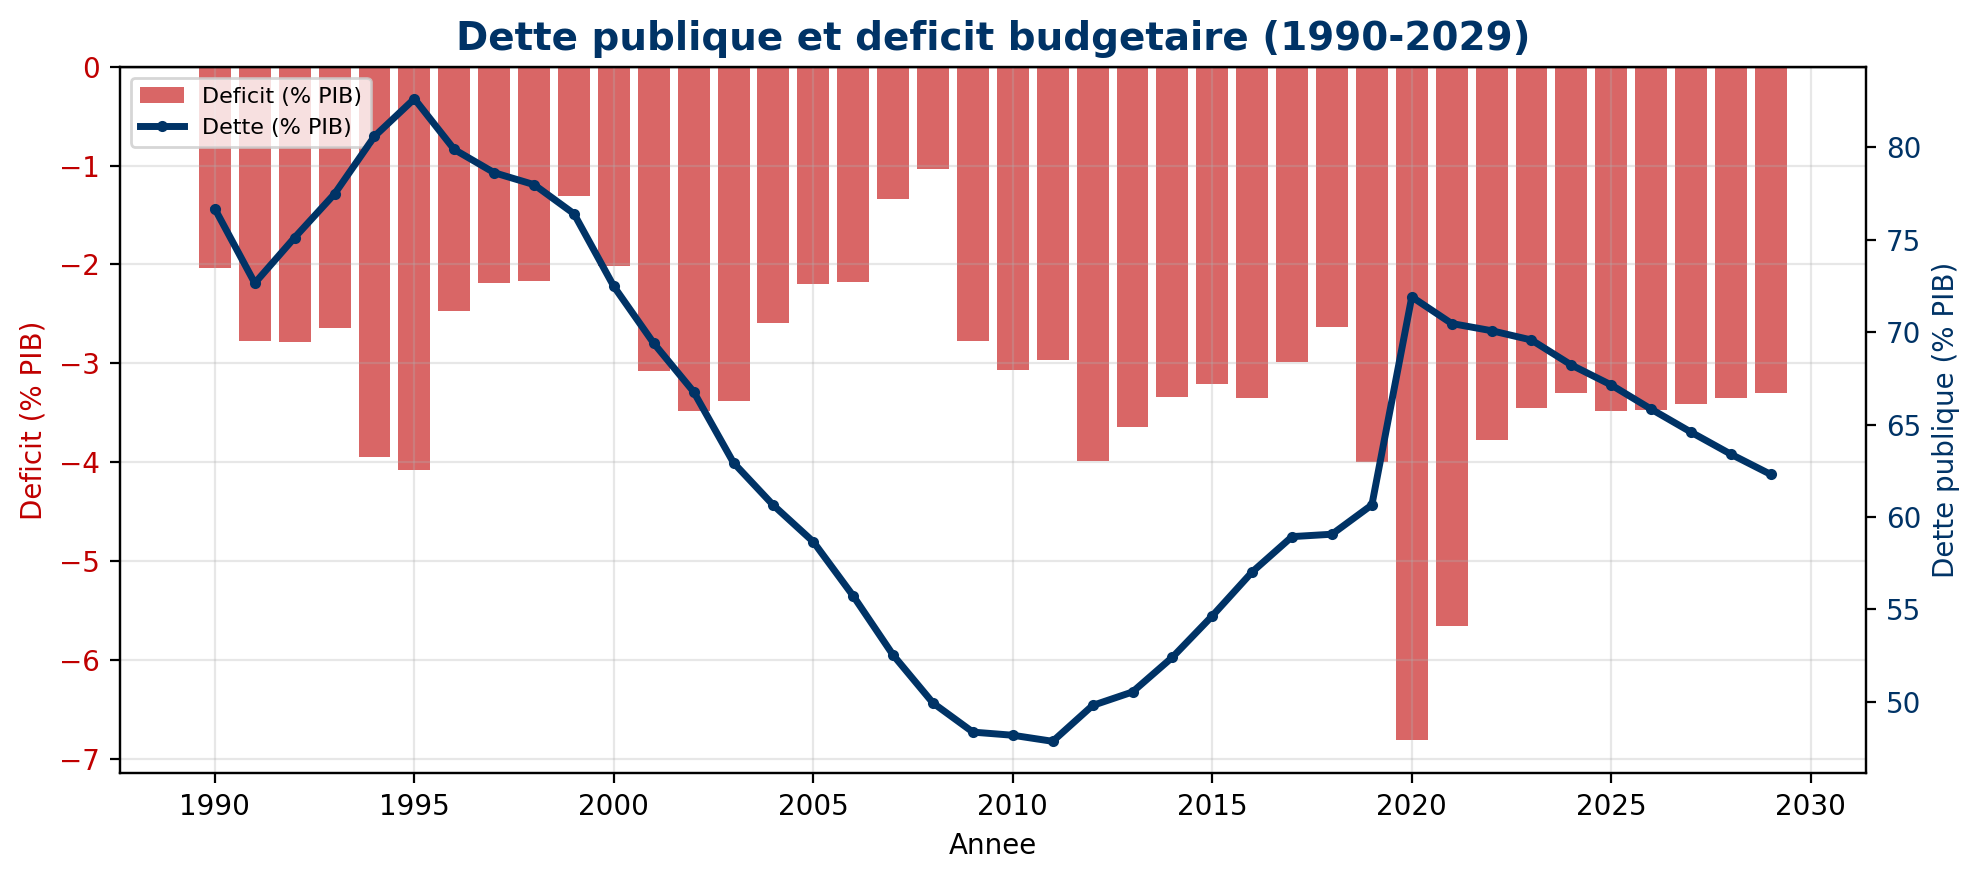 Dette publique et deficit budgetaire (1990-2029)
Deficit (% PIB)
Dette (% PIB)
0
−1
−2
−3
−4
−5
−6
−7
Deficit (% PIB)
80
75
70
65
60
55
50
Dette publique (% PIB)
1990 1995 2000 2005 2010 2015 2020 2025 2030
Annee